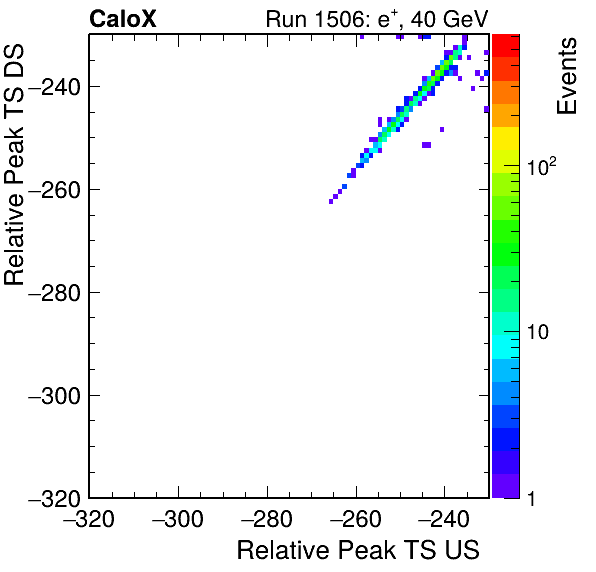 CaloX Run 1506: e⁺, 40 GeV
Relative Peak TS DS
−240
−260
−280
−300
−320
−320 −300 −280 −260 −240
Relative Peak TS US
Events
10²
10
1